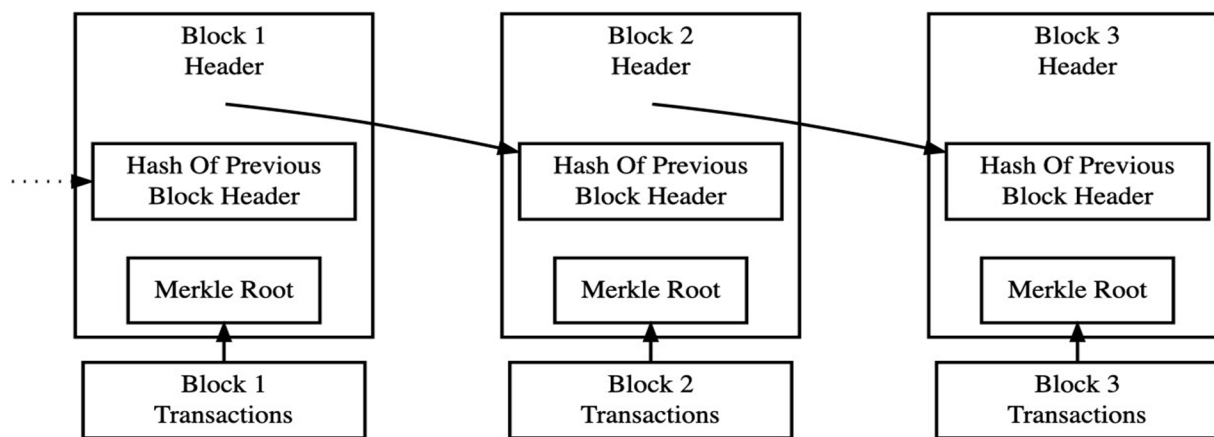 Block 1
Header
Hash Of Previous
Block Header
Merkle Root
Block 1
Transactions
Block 2
Header
Hash Of Previous
Block Header
Merkle Root
Block 2
Transactions
Block 3
Header
Hash Of Previous
Block Header
Merkle Root
Block 3
Transactions